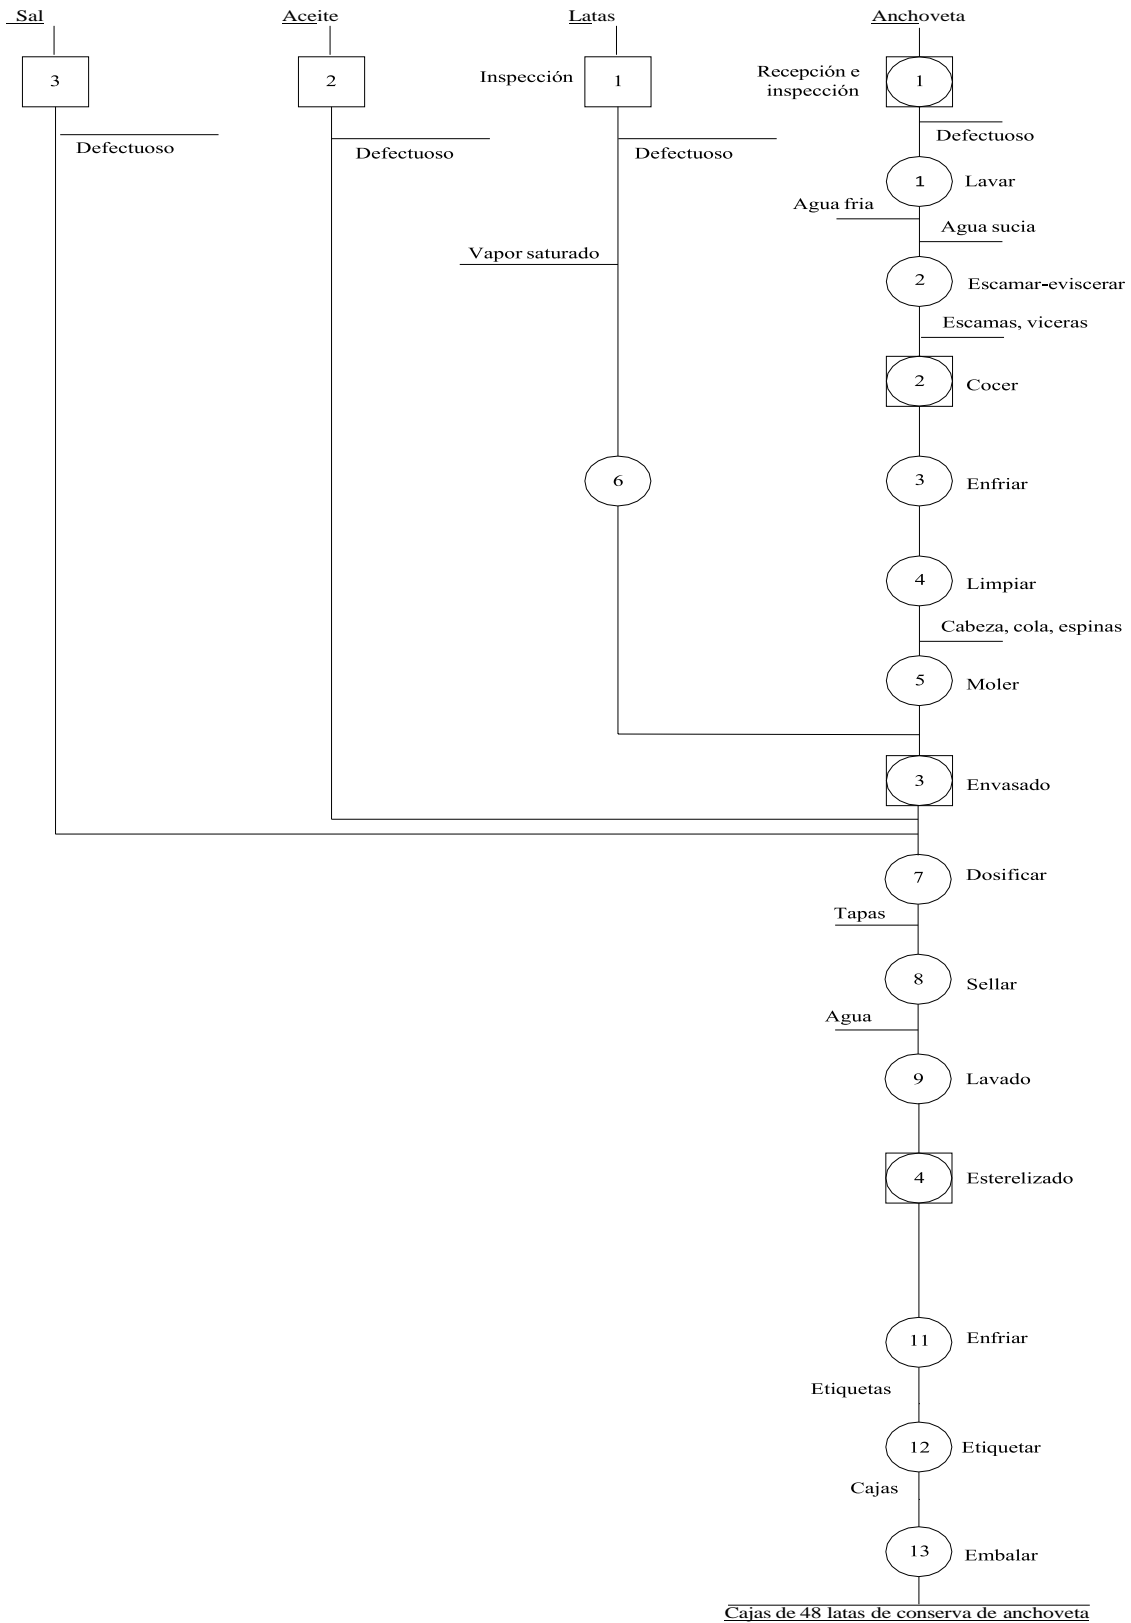 Sal
Aceite
Latas
Anchoveta
3
2
Inspección
1
Recepción e
inspección
1
Defectuoso
Defectuoso
Defectuoso
Defectuoso
1
Lavar
Agua fria
Agua sucia
Vapor saturado
2
Escamar-eviscerar
Escamas, viceras
2
Cocer
6
3
Enfriar
4
Limpiar
Cabeza, cola, espinas
5
Moler
3
Envasado
7
Dosificar
Tapas
8
Sellar
Agua
9
Lavado
4
Esterelizado
11
Enfriar
Etiquetas
12
Etiquetar
Cajas
13
Embalar
Cajas de 48 latas de conserva de anchoveta